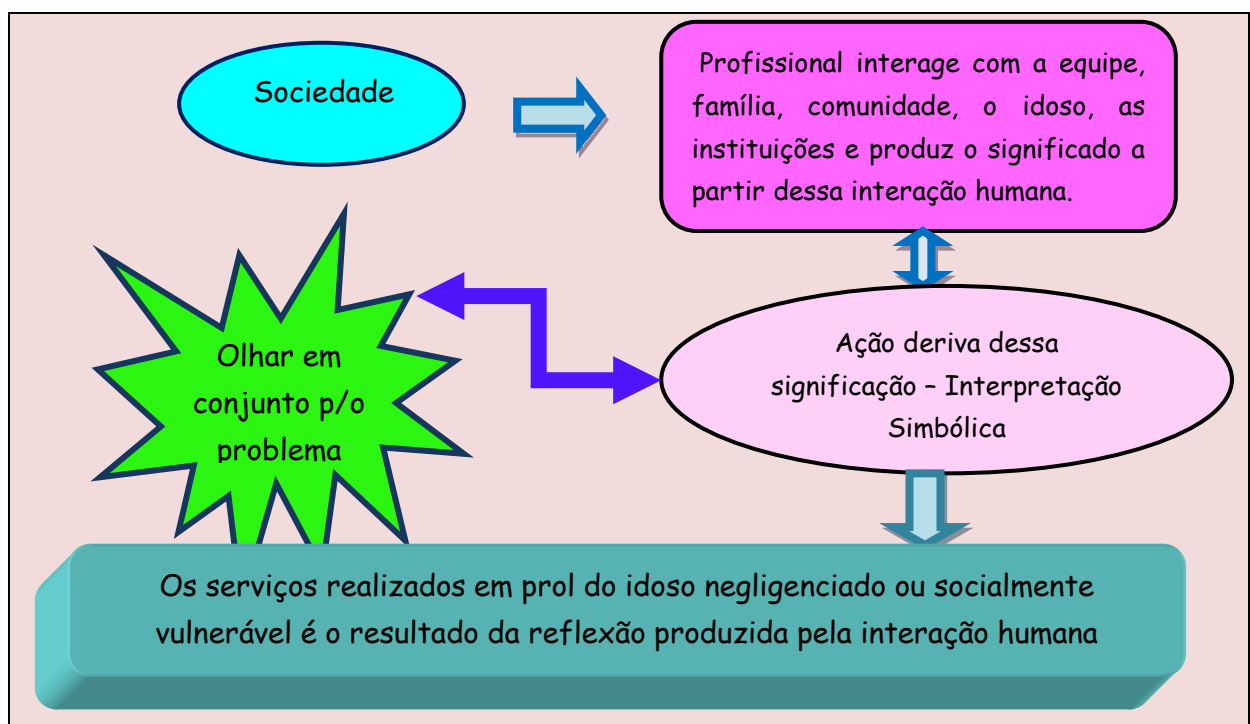 Sociedade
Profissional interage com a equipe,
família, comunidade, o idoso, as
instituições e produz o significado a
partir dessa interação humana.
Olhar em
conjunto p/o
problema
Ação deriva dessa
significação – Interpretação
Simbólica
Os serviços realizados em prol do idoso negligenciado ou socialmente
vulnerável é o resultado da reflexão produzida pela interação humana